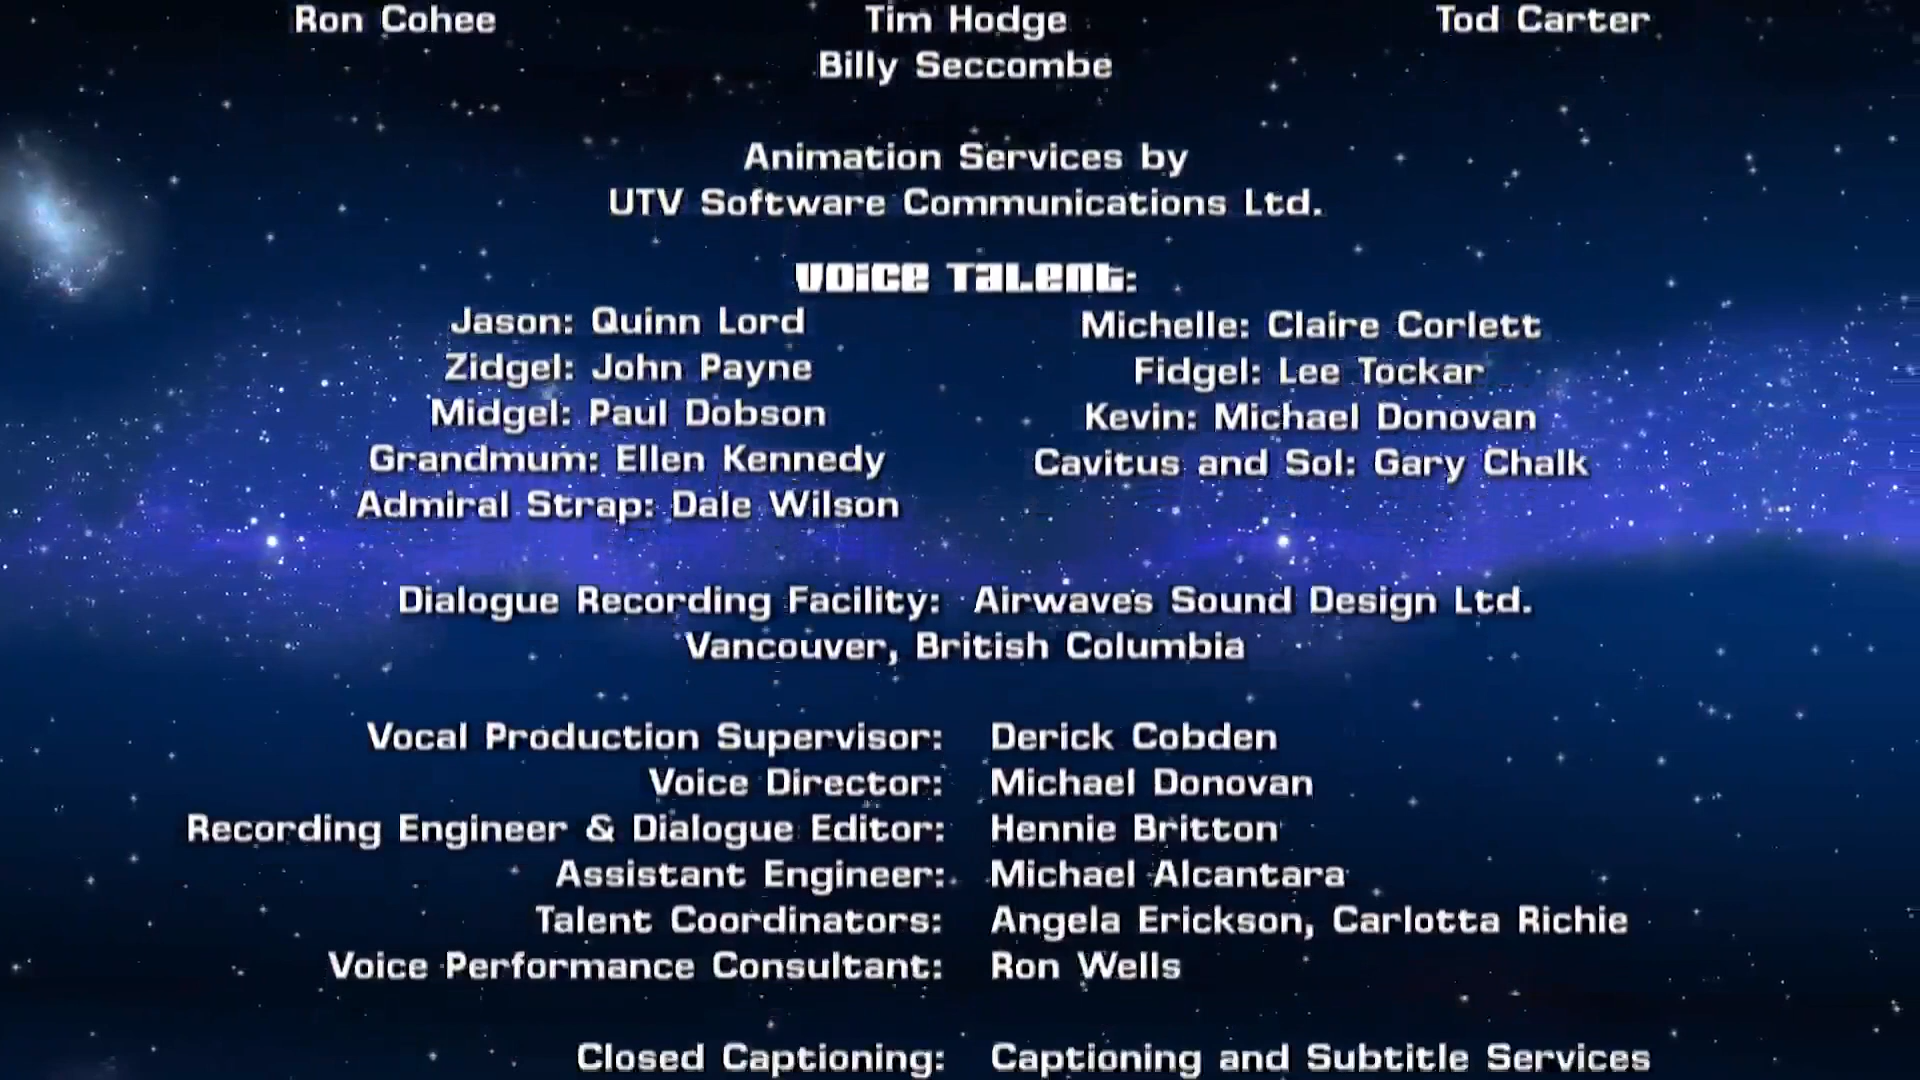 Ron Cohee Tim Hodge Tod Carter
Billy Seccombe
Animation Services by
UTV Software Communications Ltd.
Voice Talent:
Jason: Quinn Lord Michelle: Claire Corlett
Zidgel: John Payne Fidgel: Lee Tockar
Midgel: Paul Dobson Kevin: Michael Donovan
Grandmum: Ellen Kennedy Cavitus and Sol: Gary Chalk
Admiral Strap: Dale Wilson
Dialogue Recording Facility: Airwaves Sound Design Ltd.
Vancouver, British Columbia
Vocal Production Supervisor: Derick Cobden
Voice Director: Michael Donovan
Recording Engineer & Dialogue Editor: Hennie Britton
Assistant Engineer: Michael Alcantara
Talent Coordinators: Angela Erickson, Carlotta Richie
Voice Performance Consultant: Ron Wells
Closed Captioning: Captioning and Subtitle Services